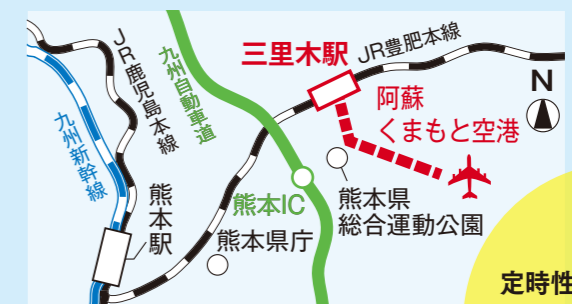 三里木駅
JR豊肥本線
JR鹿児島本線
九州自動車道
九州新幹線
阿蘇
くまもと空港
N
熊本IC
熊本県
総合運動公園
熊本駅
熊本県庁
定時性